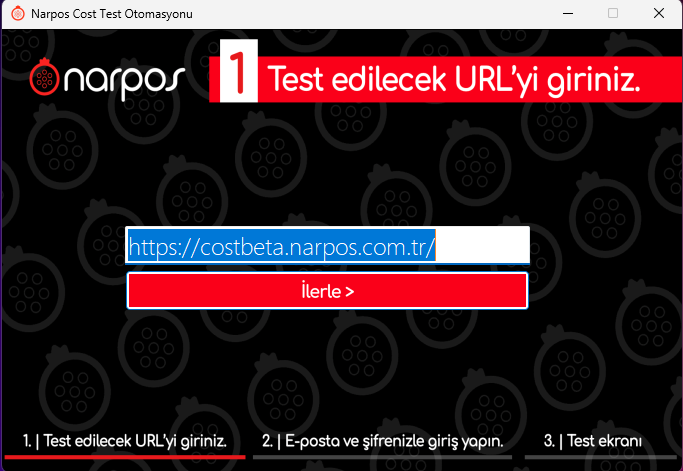 Narpos Cost Test Otomasyonu
narpos
1
Test edilecek URL'yi giriniz.
https://costbeta.narpos.com.tr/
İlerle >
1. | Test edilecek URL'yi giriniz.
2. | E-posta ve şifrenizle giriş yapın.
3. | Test ekranı